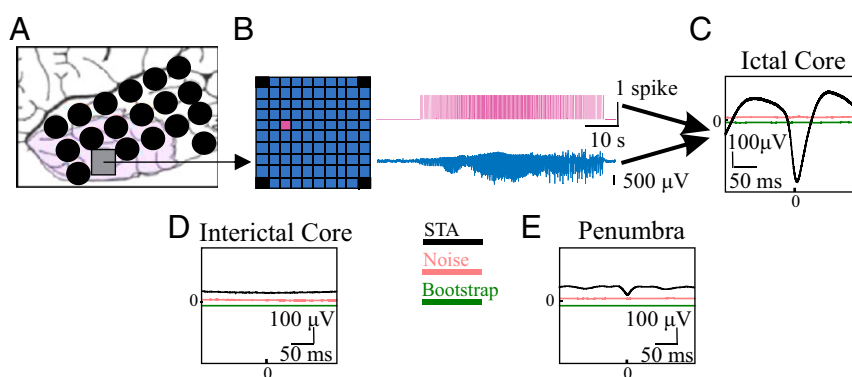 A
B
C
Ictal Core
1 spike
10 s
500 μV
0
100μV
50 ms
0
D
Interictal Core
0
100 μV
50 ms
0
STA
Noise
Bootstrap
E
Penumbra
0
100 μV
50 ms
0